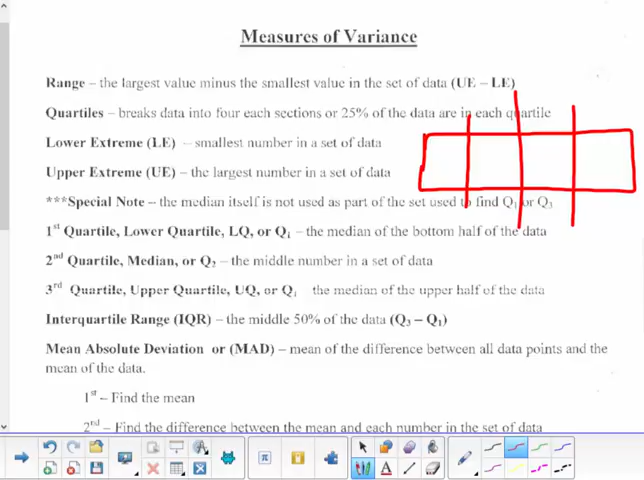 Measures of Variance
Range – the largest value minus the smallest value in the set of data (UE – LE)
Quartiles – breaks data into four each sections or 25% of the data are in each quartile
Lower Extreme (LE) – smallest number in a set of data
Upper Extreme (UE) – the largest number in a set of data
***Special Note – the median itself is not used as part of the set used to find Q1 or Q3
1st Quartile, Lower Quartile, LQ, or Q1 – the median of the bottom half of the data
2nd Quartile, Median, or Q2 – the middle number in a set of data
3rd Quartile, Upper Quartile, UQ, or Q3 the median of the upper half of the data
Interquartile Range (IQR) – the middle 50% of the data (Q3 – Q1)
Mean Absolute Deviation or (MAD) – mean of the difference between all data points and the
mean of the data.
1st – Find the mean
2nd – Find the difference between the mean and each number in the set of data